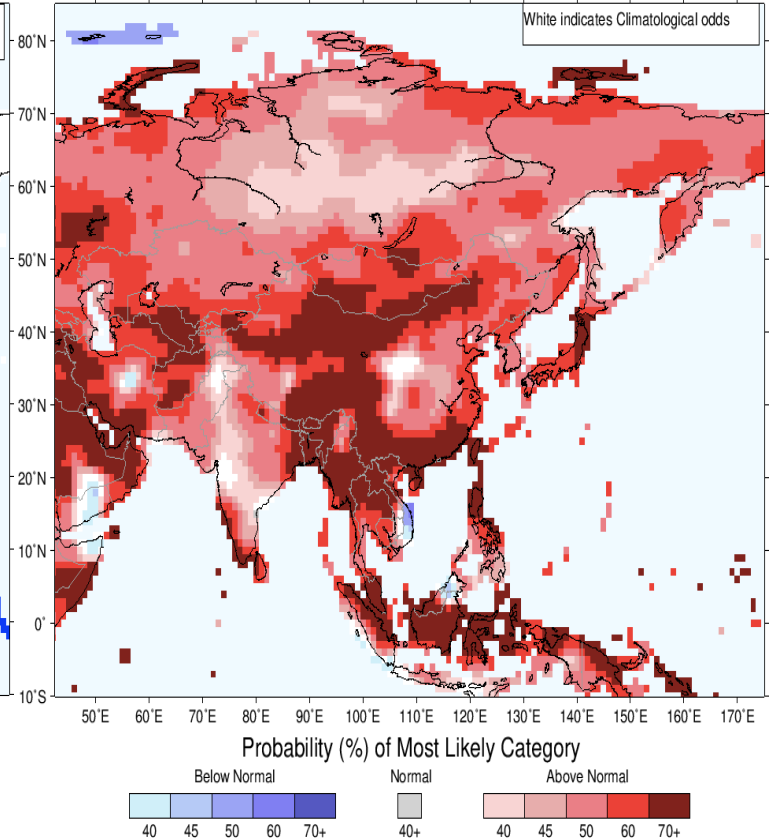 White indicates Climatological odds
80°N
70°N
60°N
50°N
40°N
30°N
20°N
10°N
0°
10°S
50°E 60°E 70°E 80°E 90°E 100°E 110°E 120°E 130°E 140°E 150°E 160°E 170°E
Probability (%) of Most Likely Category
Below Normal Normal Above Normal
40 45 50 60 70+ 40+ 40 45 50 60 70+